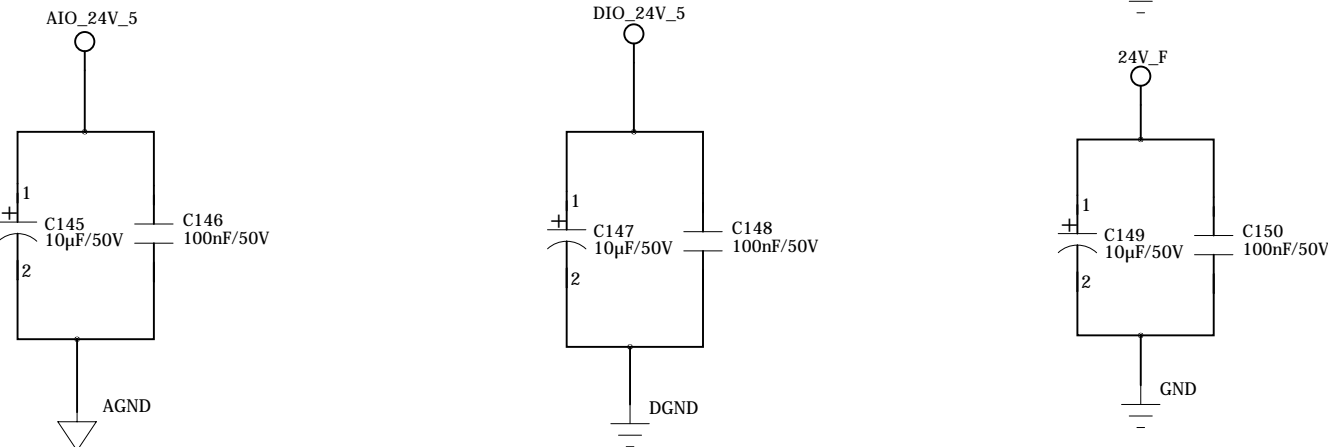 AIO_24V_5
1
+
C145
10µF/50V
2
C146
100nF/50V
AGND
DIO_24V_5
1
+
C147
10µF/50V
2
C148
100nF/50V
DGND
24V_F
1
+
C149
10µF/50V
2
C150
100nF/50V
GND